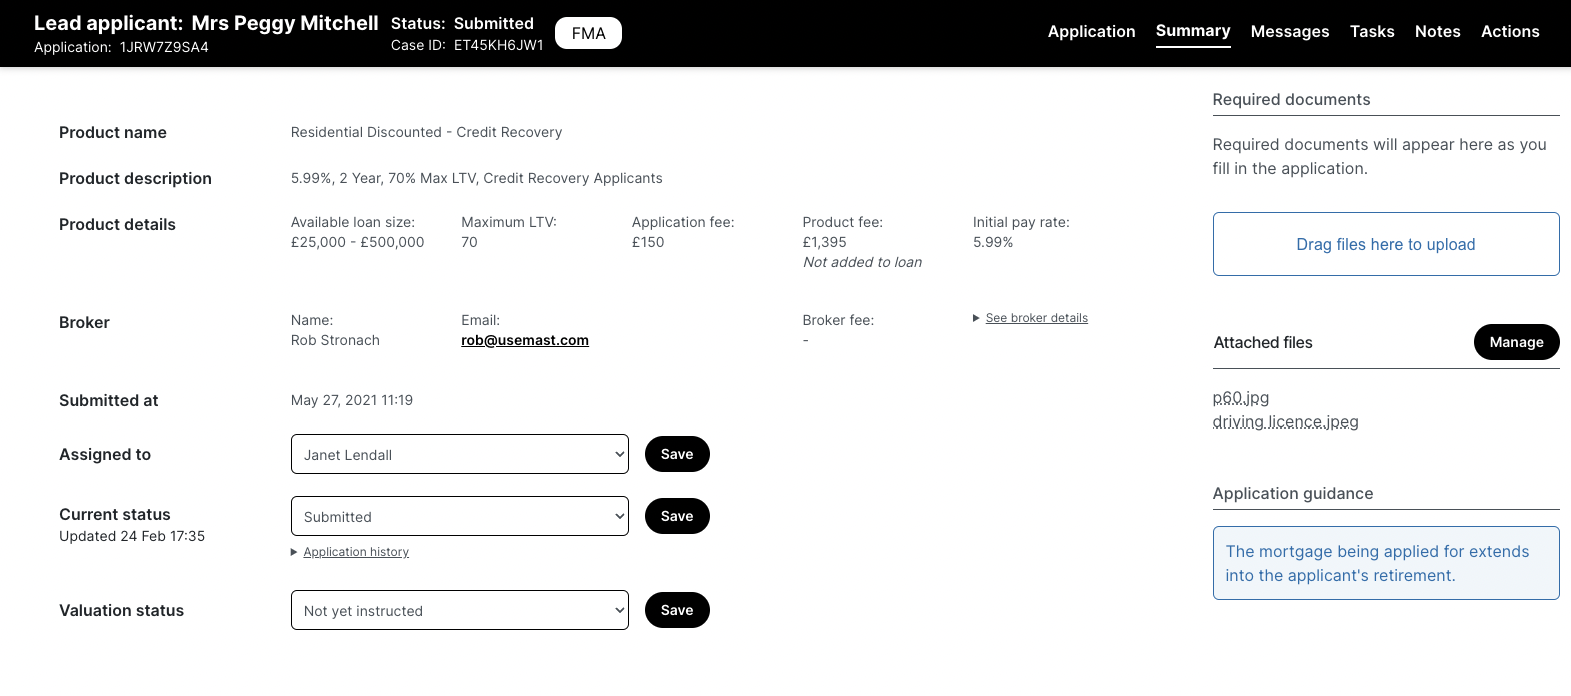 Lead applicant: Mrs Peggy Mitchell
Application: 1JRW7Z9SA4
Status: Submitted
Case ID: ET45KH6JW1
FMA
Application Summary Messages Tasks Notes Actions
Product name
Residential Discounted - Credit Recovery
Product description
5.99%, 2 Year, 70% Max LTV, Credit Recovery Applicants
Product details
Available loan size:
£25,000 - £500,000
Maximum LTV:
70
Application fee:
£150
Product fee:
£1,395
Not added to loan
Initial pay rate:
5.99%
Broker
Name:
Rob Stronach
Email:
rob@usemast.com
Broker fee:
-
See broker details
Submitted at
May 27, 2021 11:19
Assigned to
Janet Lendall
Save
Current status
Updated 24 Feb 17:35
Submitted
Save
Application history
Valuation status
Not yet instructed
Save
Required documents
Required documents will appear here as you
fill in the application.
Drag files here to upload
Attached files
Manage
p60.jpg
driving licence.jpeg
Application guidance
The mortgage being applied for extends
into the applicant's retirement.